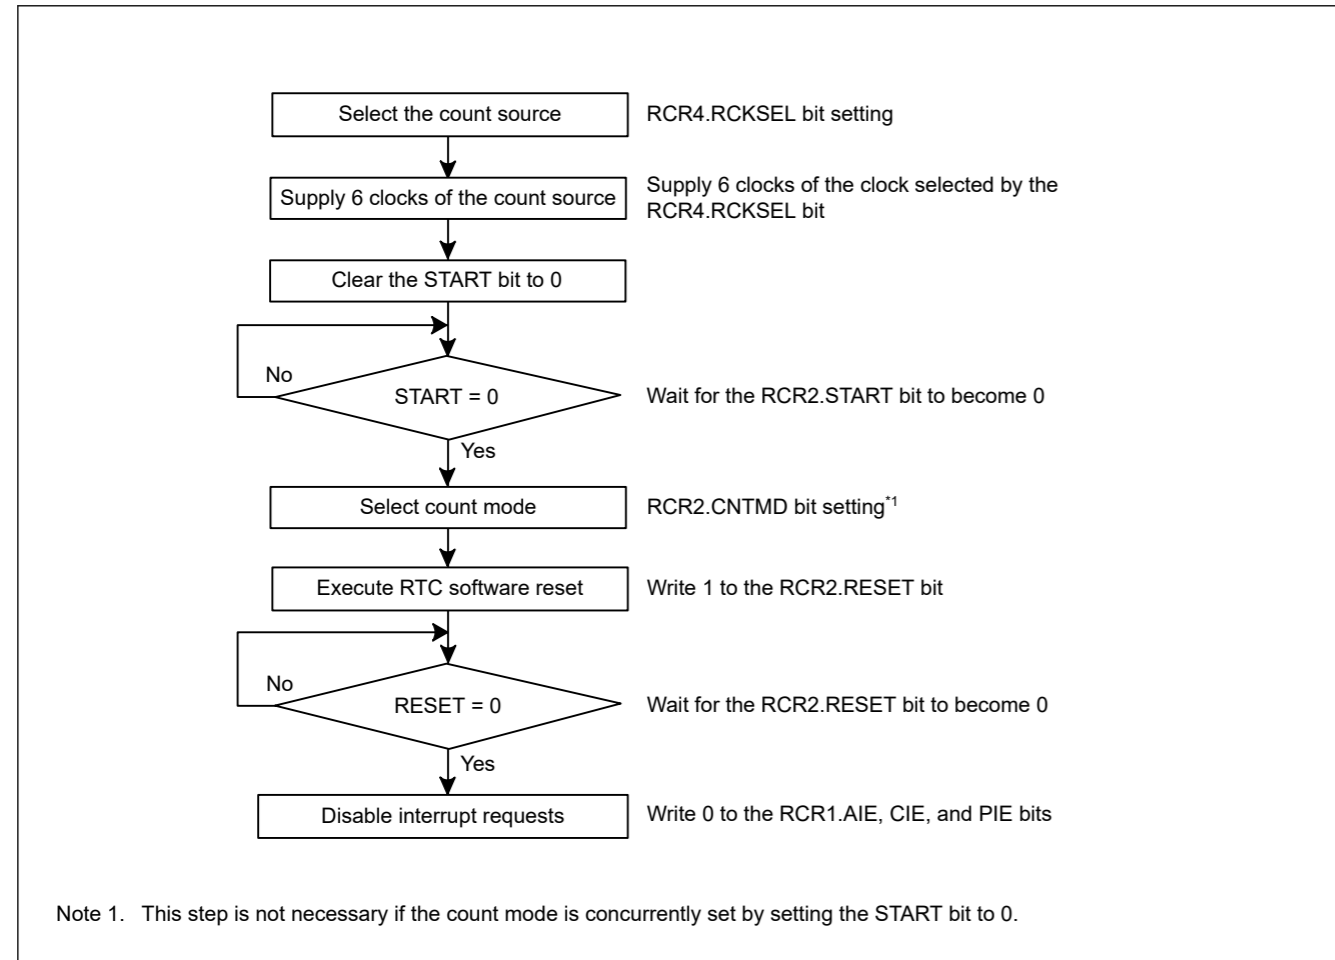 Select the count source
RCR4.RCKSEL bit setting
Supply 6 clocks of the count source
Supply 6 clocks of the clock selected by the
RCR4.RCKSEL bit
Clear the START bit to 0
No
START = 0
Wait for the RCR2.START bit to become 0
Yes
Select count mode
RCR2.CNTMD bit setting*1
Execute RTC software reset
Write 1 to the RCR2.RESET bit
No
RESET = 0
Wait for the RCR2.RESET bit to become 0
Yes
Disable interrupt requests
Write 0 to the RCR1.AIE, CIE, and PIE bits
Note 1. This step is not necessary if the count mode is concurrently set by setting the START bit to 0.